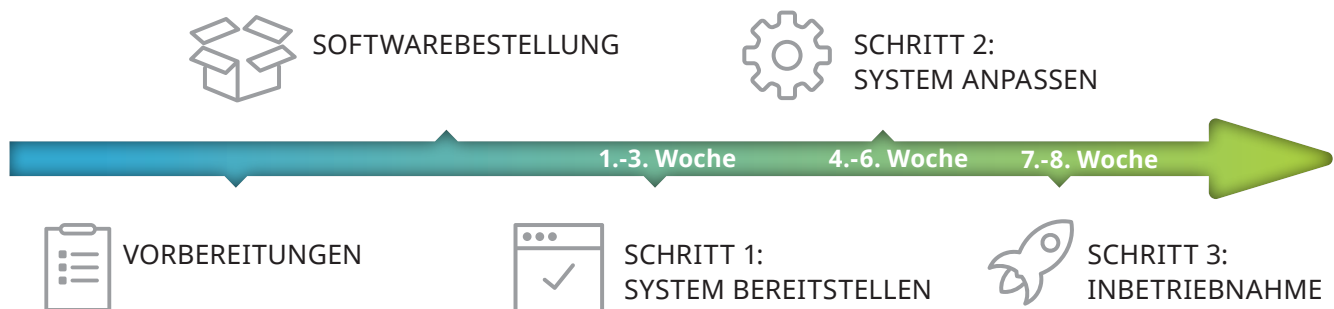 SOFTWAREBESTELLUNG
SCHRITT 2:
SYSTEM ANPASSEN
1.-3. Woche
4.-6. Woche
7.-8. Woche
VORBEREITUNGEN
SCHRITT 1:
SYSTEM BEREITSTELLEN
SCHRITT 3:
INBETRIEBNAHME